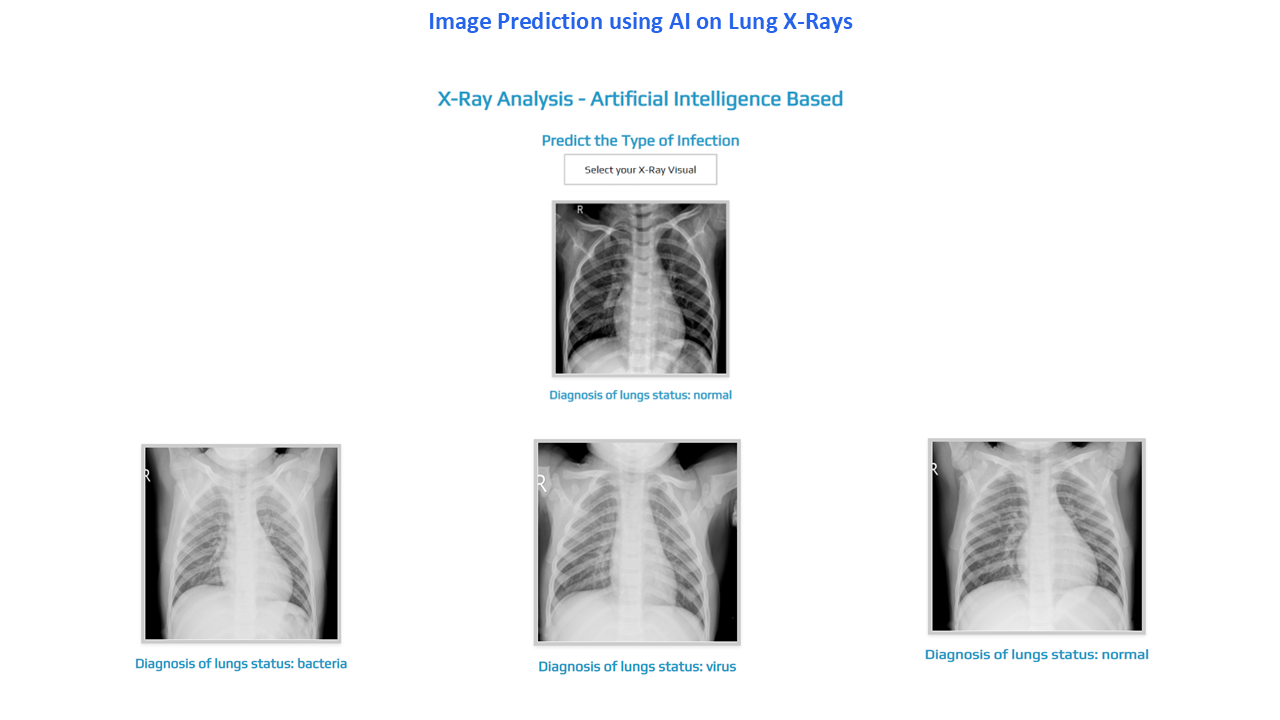 Image Prediction using AI on Lung X-Rays
X-Ray Analysis - Artificial Intelligence Based
Predict the Type of Infection
Select your X-Ray Visual
R
Diagnosis of lungs status: normal
R
R
R
Diagnosis of lungs status: bacteria
Diagnosis of lungs status: virus
Diagnosis of lungs status: normal